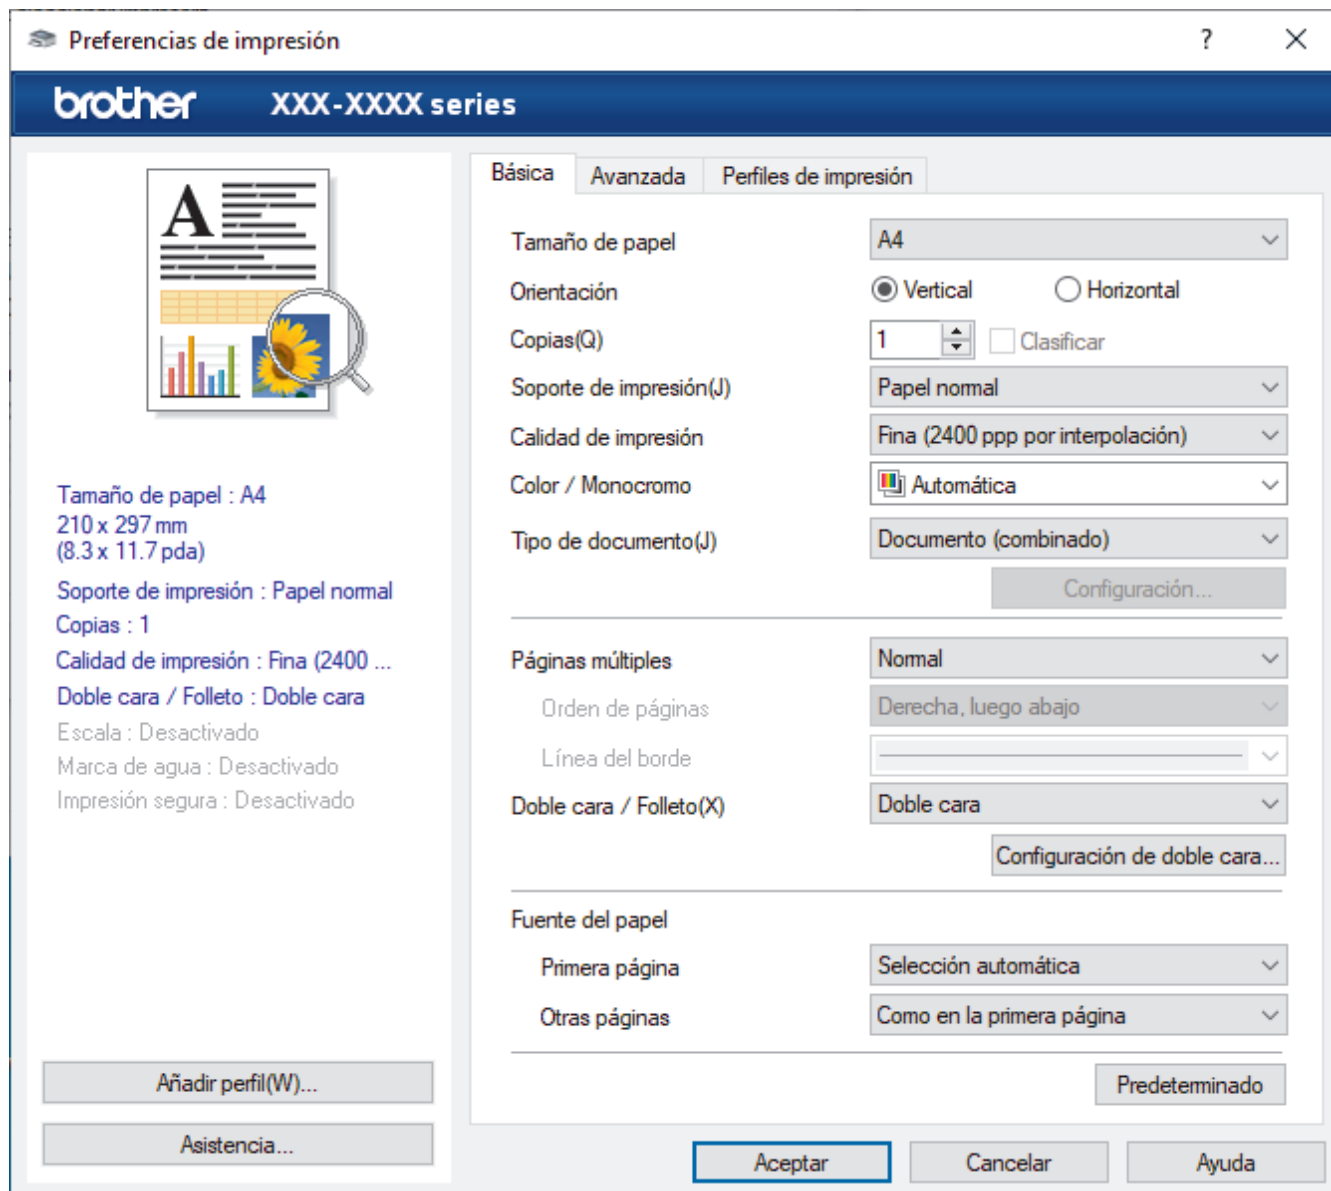 Preferencias de impresión
?
brother XXX-XXXX series
A
Tamaño de papel : A4
210 x 297 mm
(8.3 x 11.7 pda)
Soporte de impresión : Papel normal
Copias : 1
Calidad de impresión : Fina (2400 ...
Doble cara / Folleto : Doble cara
Escala : Desactivado
Marca de agua : Desactivado
Impresión segura : Desactivado
Añadir perfil(W)...
Asistencia...
Básica Avanzada Perfiles de impresión
Tamaño de papel A4
Orientación Vertical Horizontal
Copias(Q) 1 Clasificar
Soporte de impresión(J) Papel normal
Calidad de impresión Fina (2400 ppp por interpolación)
Color / Monocromo Automática
Tipo de documento(J) Documento (combinado)
Configuración...
Páginas múltiples Normal
Orden de páginas Derecha, luego abajo
Línea del borde
Doble cara / Folleto(X) Doble cara
Configuración de doble cara...
Fuente del papel
Primera página Selección automática
Otras páginas Como en la primera página
Predeterminado
Aceptar Cancelar Ayuda